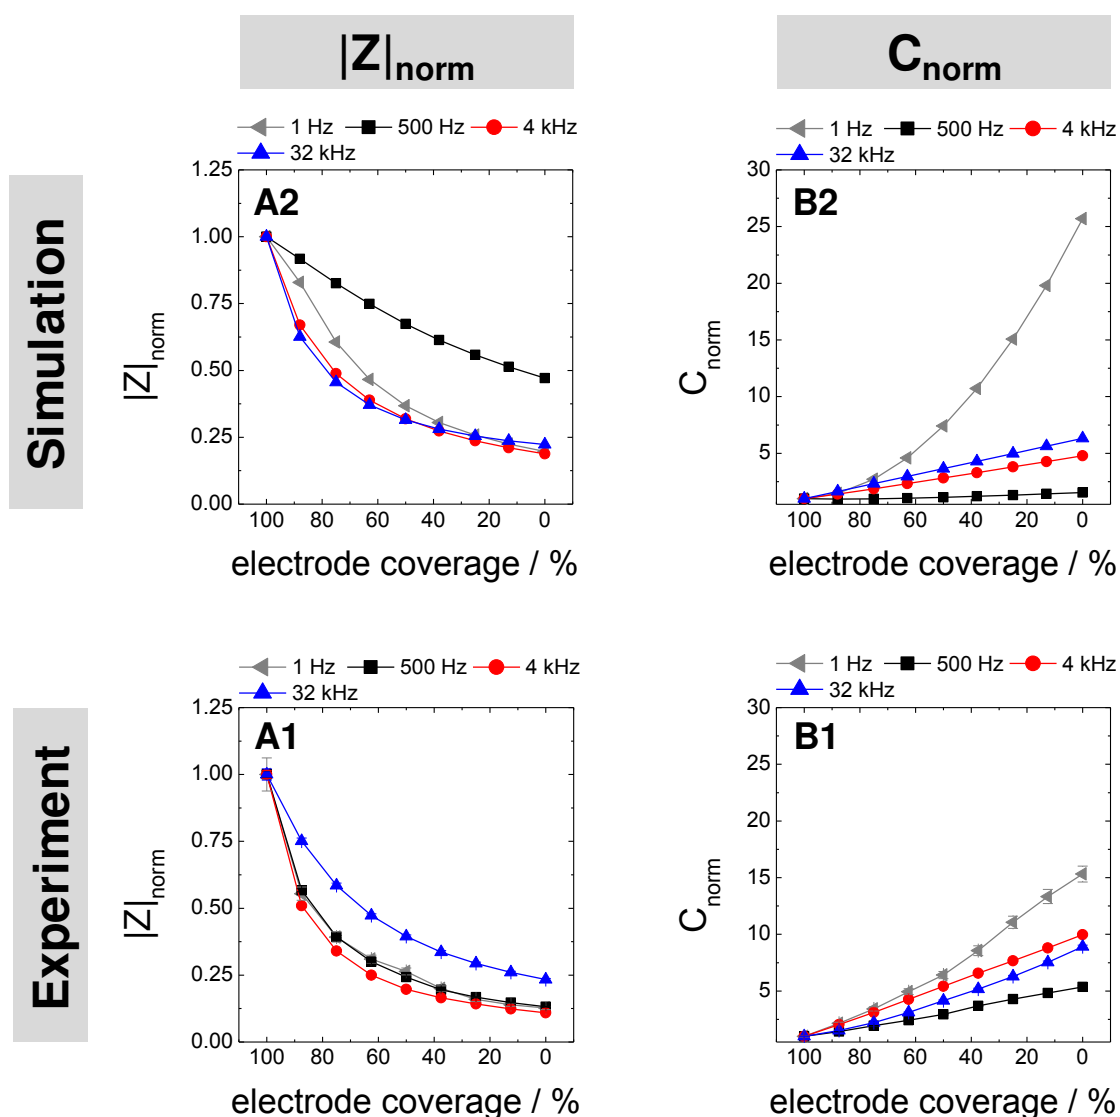 |Z|norm
Cnorm
Simulation
1 Hz 500 Hz 4 kHz
32 kHz
A2
1.25
1.00
0.75
0.50
0.25
0.00
|Z|norm
100 80 60 40 20 0
electrode coverage / %
1 Hz 500 Hz 4 kHz
32 kHz
B2
30
25
20
15
10
5
Cnorm
100 80 60 40 20 0
electrode coverage / %
Experiment
1 Hz 500 Hz 4 kHz
32 kHz
A1
1.25
1.00
0.75
0.50
0.25
0.00
|Z|norm
100 80 60 40 20 0
electrode coverage / %
1 Hz 500 Hz 4 kHz
32 kHz
B1
30
25
20
15
10
5
Cnorm
100 80 60 40 20 0
electrode coverage / %